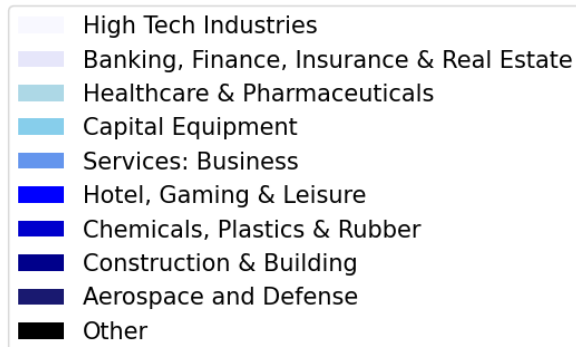 High Tech Industries
Banking, Finance, Insurance & Real Estate
Healthcare & Pharmaceuticals
Capital Equipment
Services: Business
Hotel, Gaming & Leisure
Chemicals, Plastics & Rubber
Construction & Building
Aerospace and Defense
Other